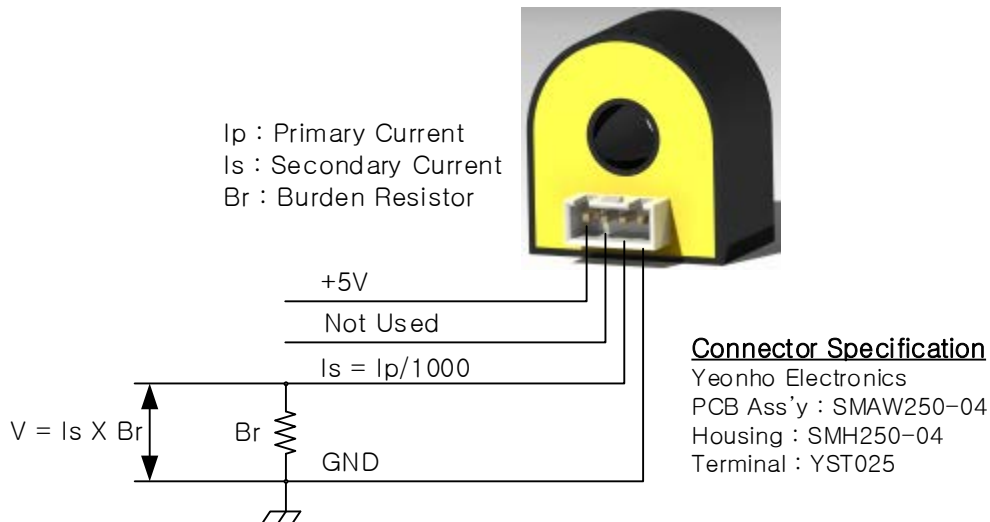 Ip : Primary Current
Is : Secondary Current
Br : Burden Resistor
+5V
Not Used
Is = Ip/1000
V = Is X Br
Br
GND
Connector Specification
Yeonho Electronics
PCB Ass'y : SMAW250-04
Housing : SMH250-04
Terminal : YST025